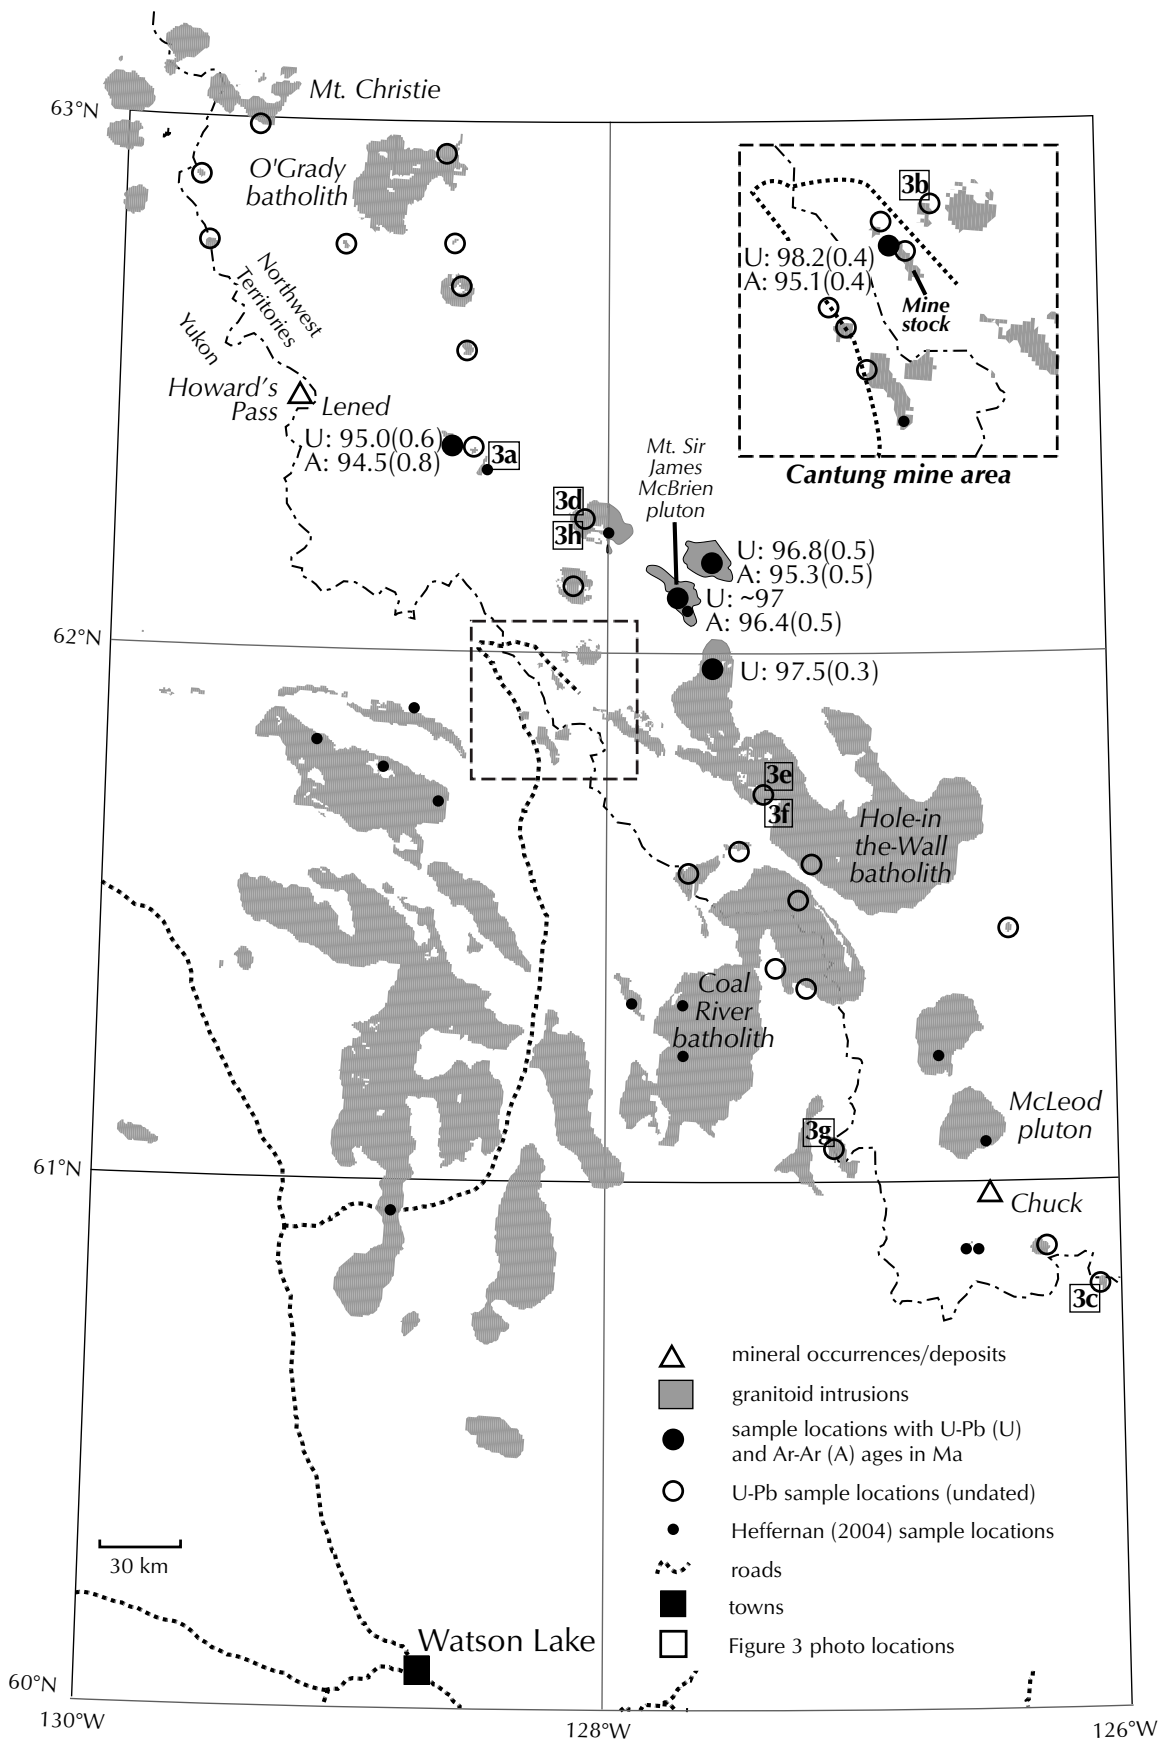 Mt. Christie
63°N
O'Grady
batholith
3b
U: 98.2(0.4)
A: 95.1(0.4)
Mine
stock
Cantung mine area
Northwest
Territories
Yukon
Howard's
Pass
Lened
U: 95.0(0.6)
A: 94.5(0.8)
3a
Mt. Sir
James
McBrien
pluton
3d
3h
U: 96.8(0.5)
A: 95.3(0.5)
U: ~97
A: 96.4(0.5)
62°N
U: 97.5(0.3)
3e
3f
Hole-in
the-Wall
batholith
Coal
River
batholith
McLeod
pluton
3g
61°N
Chuck
3c
mineral occurrences/deposits
granitoid intrusions
sample locations with U-Pb (U)
and Ar-Ar (A) ages in Ma
U-Pb sample locations (undated)
Heffernan (2004) sample locations
roads
towns
Figure 3 photo locations
30 km
Watson Lake
60°N
130°W
128°W
126°W